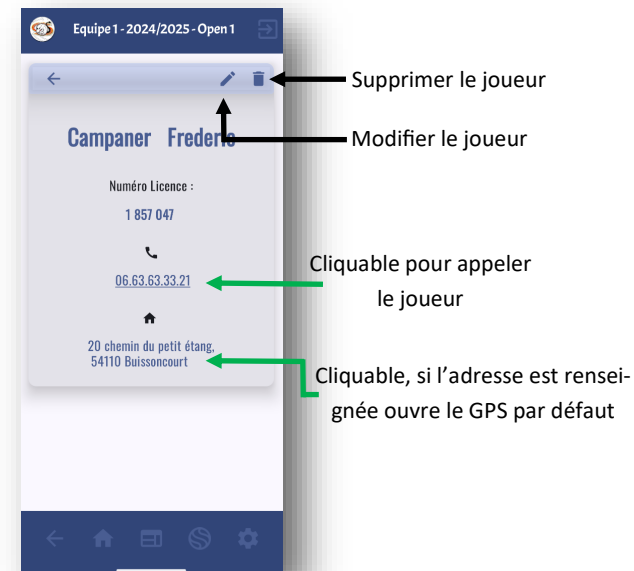 Equipe 1 - 2024/2025 - Open 1
Supprimer le joueur
Modifier le joueur
Campaner Frederic
Numéro Licence :
1 857 047
06.63.63.33.21
Cliquable pour appeler
le joueur
20 chemin du petit étang,
54110 Buissoncourt
Cliquable, si l’adresse est rensei-
gnée ouvre le GPS par défaut